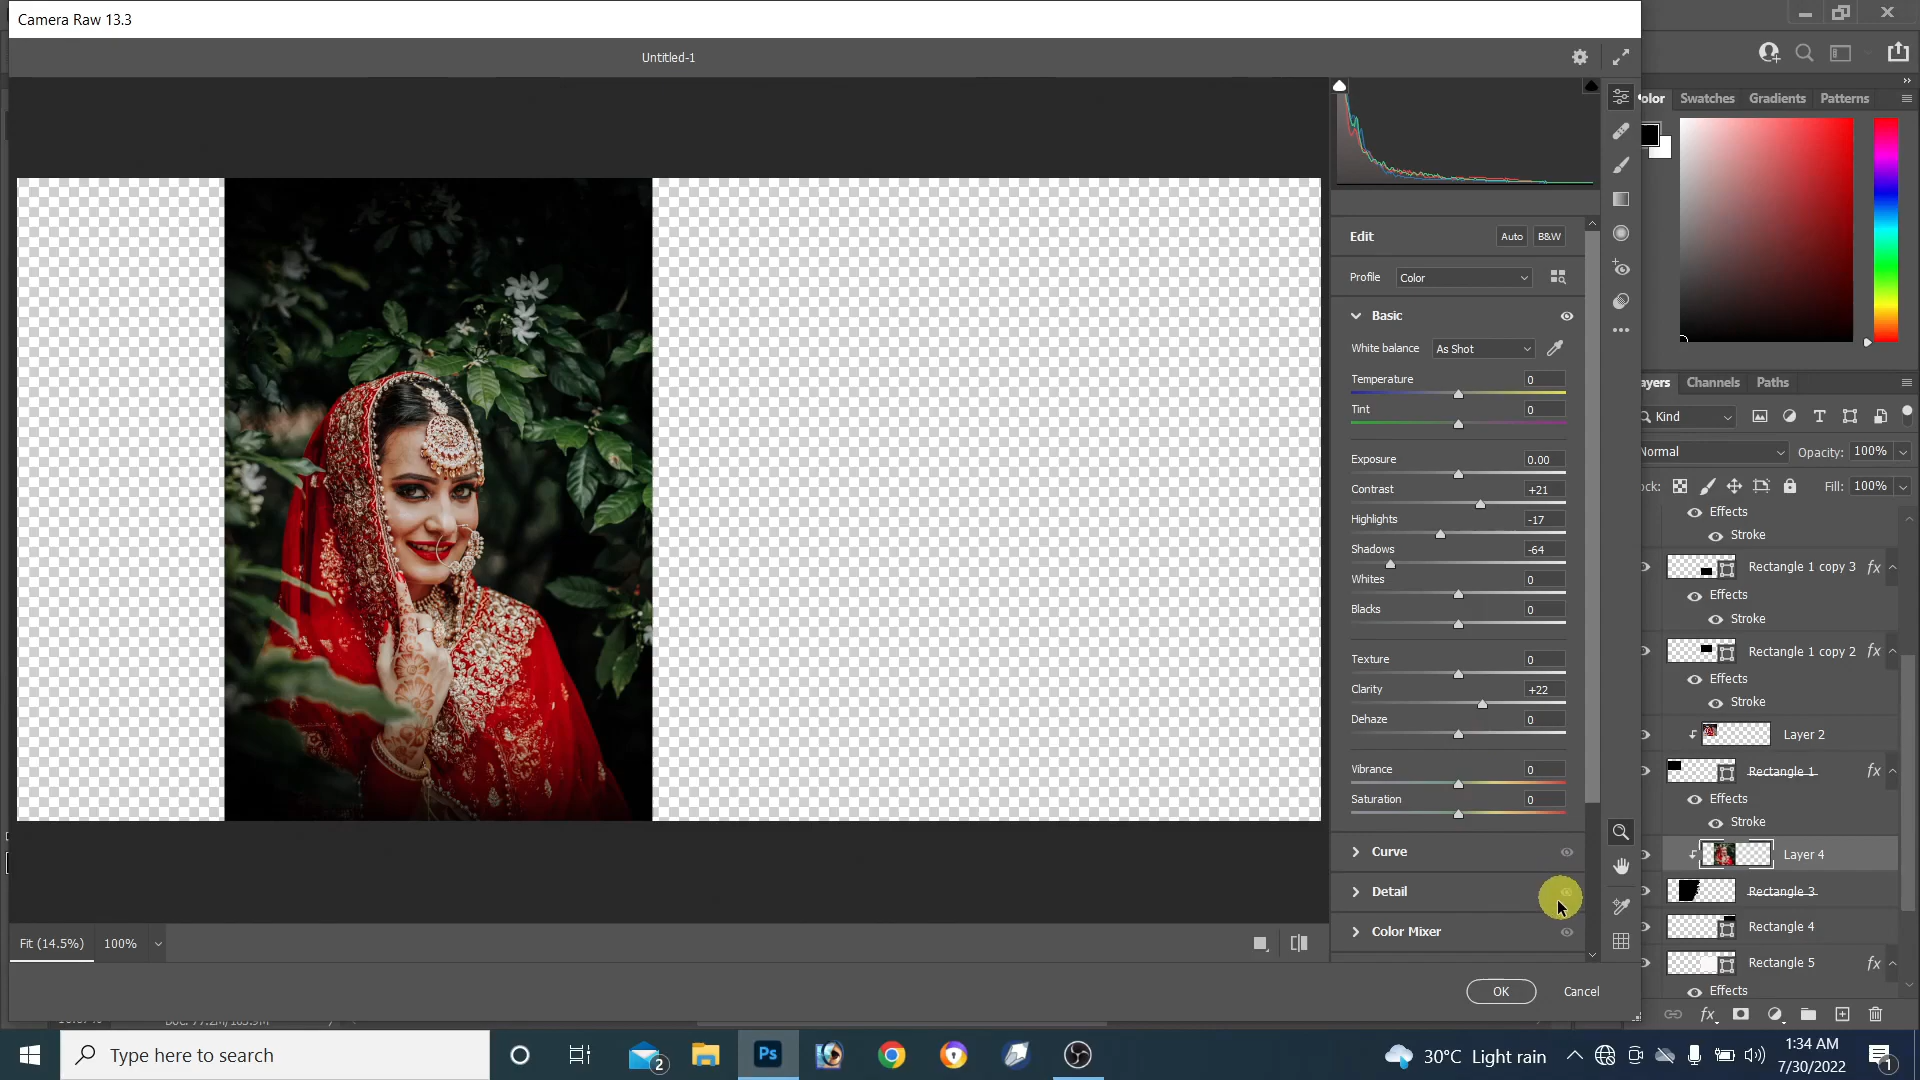 Camera Raw 13.3
Untitled-1
Edit
Auto
B&W
Profile
Color
Basic
White balance
As Shot
Temperature
0
Tint
0
Exposure
0.00
Contrast
+21
Highlights
-17
Shadows
-64
Whites
0
Blacks
0
Texture
0
Clarity
+22
Dehaze
0
Vibrance
0
Saturation
0
Curve
Detail
Color Mixer
Fit (14.5%)
100%
OK
Cancel
Swatches
Gradients
Patterns
Channels
Paths
Kind
Opacity: 100%
Fill: 100%
Effects
Stroke
Rectangle 1 copy 3
fx
Effects
Stroke
Rectangle 1 copy 2
fx
Effects
Stroke
Layer 2
Rectangle 1
fx
Effects
Stroke
Layer 4
Rectangle 3
Rectangle 4
Rectangle 5
fx
Effects
fx
Type here to search
2
Ps
30°C Light rain
1:34 AM
7/30/2022
1